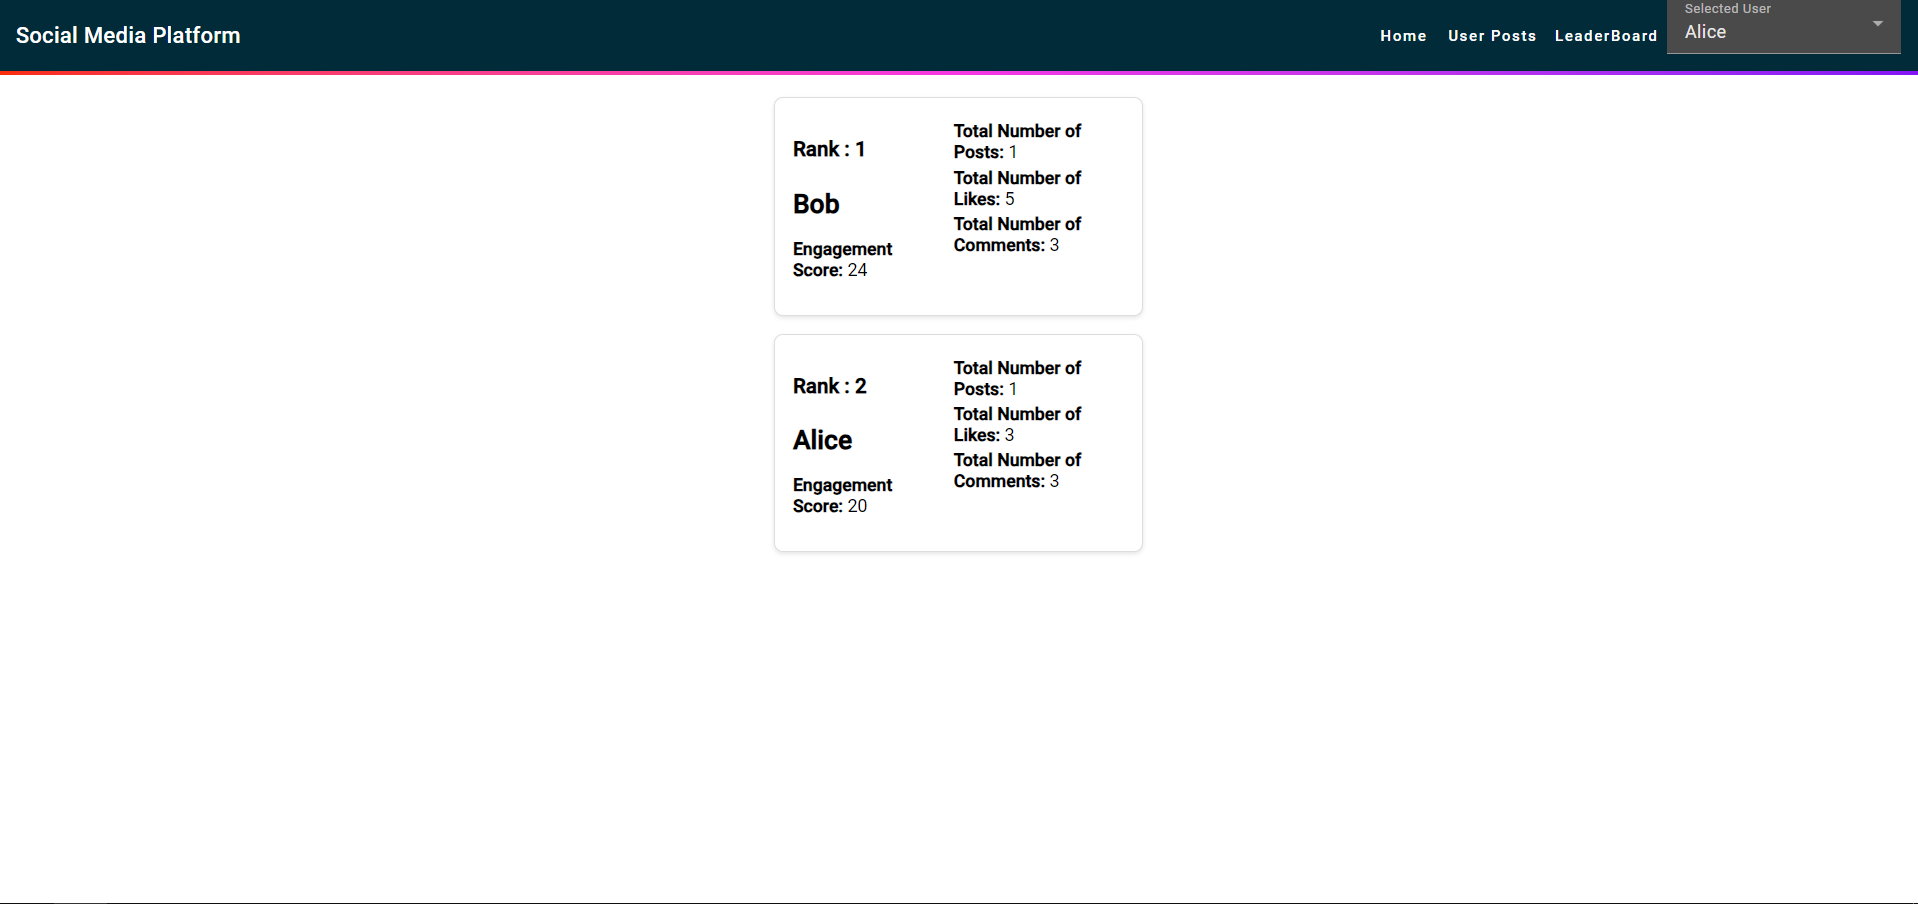 Social Media Platform
Home
User Posts
LeaderBoard
Selected User
Alice
Rank : 1
Bob
Engagement
Score: 24
Total Number of
Posts: 1
Total Number of
Likes: 5
Total Number of
Comments: 3
Rank : 2
Alice
Engagement
Score: 20
Total Number of
Posts: 1
Total Number of
Likes: 3
Total Number of
Comments: 3